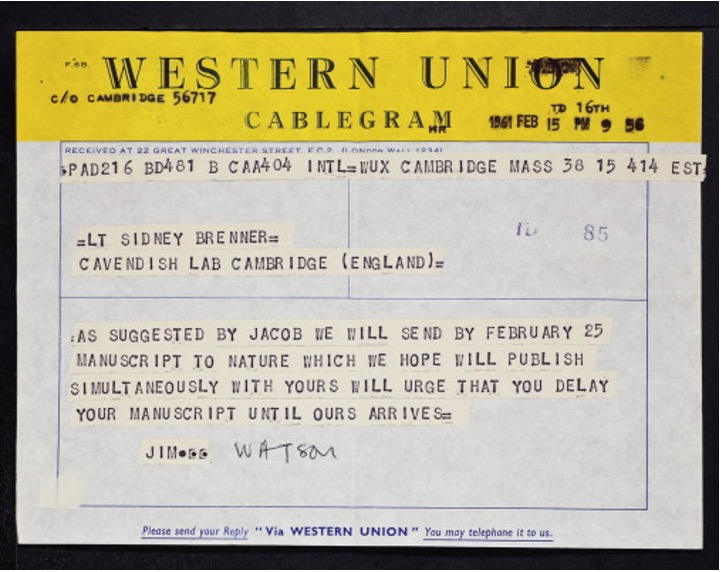 WESTERN UNION
C/O CAMBRIDGE 56717
TD 16TH
CABLEGRAM
1961 FEB 15 PM 9 56
RECEIVED AT 22 GREAT WINCHESTER STREET, E.C.2. (LONDON WALL 1234)
PAD216 BD481 B CAA404 INTL=WUX CAMBRIDGE MASS 38 15 414 EST=
85
=LT SIDNEY BRENNER=
CAVENDISH LAB CAMBRIDGE (ENGLAND)=
:AS SUGGESTED BY JACOB WE WILL SEND BY FEBRUARY 25
MANUSCRIPT TO NATURE WHICH WE HOPE WILL PUBLISH
SIMULTANEOUSLY WITH YOURS WILL URGE THAT YOU DELAY
YOUR MANUSCRIPT UNTIL OURS ARRIVES=
JIM WATSON
Please send your Reply "Via WESTERN UNION" You may telephone it to us.